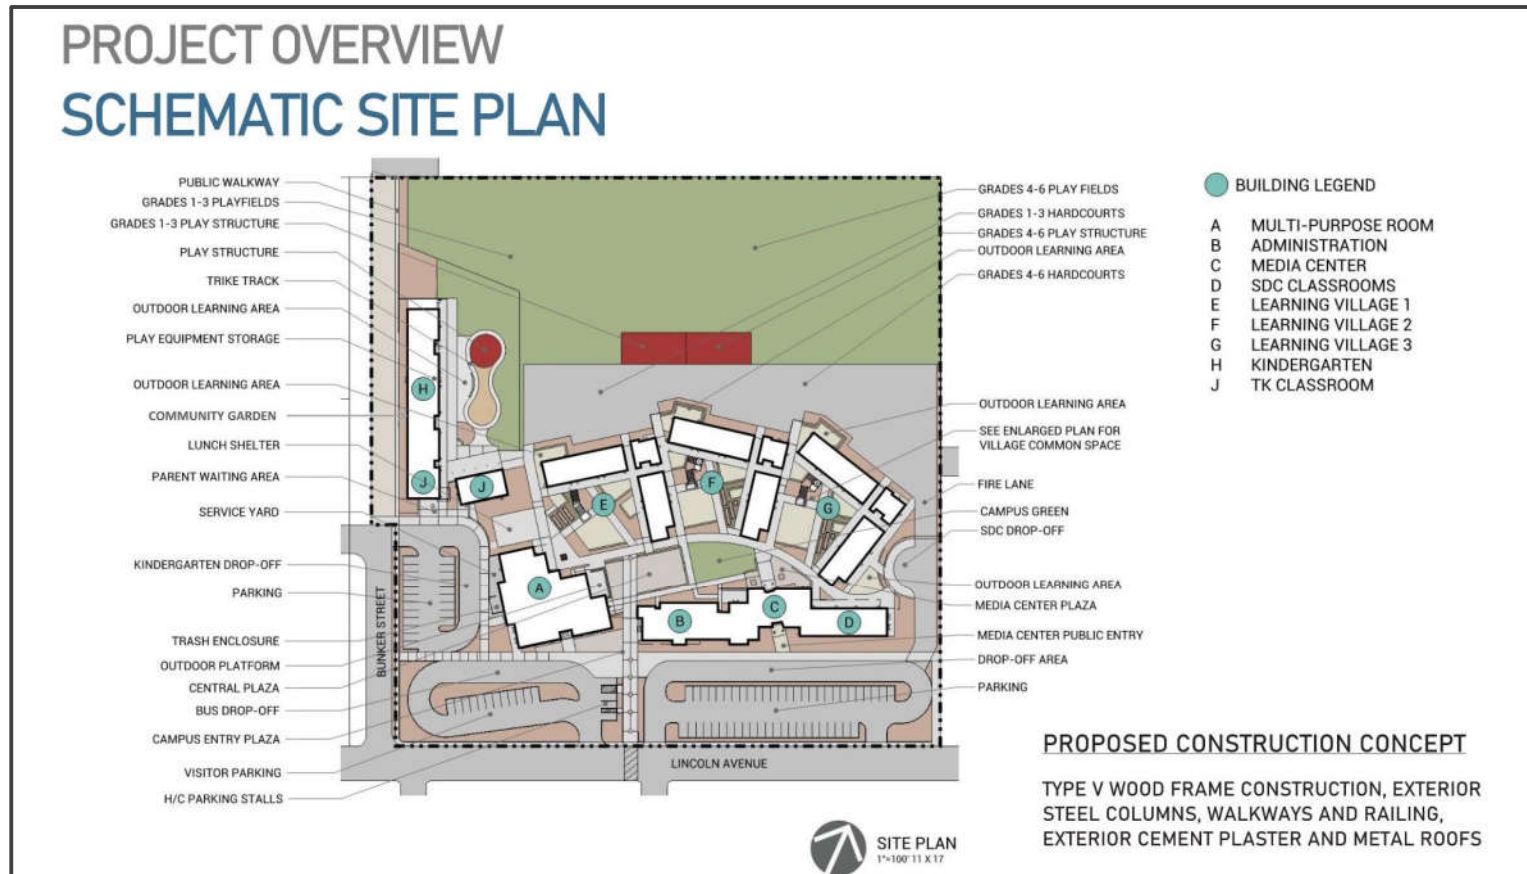 PROJECT OVERVIEW
SCHEMATIC SITE PLAN
PUBLIC WALKWAY
GRADES 1-3 PLAYFIELDS
GRADES 1-3 PLAY STRUCTURE
PLAY STRUCTURE
TRIKE TRACK
OUTDOOR LEARNING AREA
PLAY EQUIPMENT STORAGE
OUTDOOR LEARNING AREA
COMMUNITY GARDEN
LUNCH SHELTER
PARENT WAITING AREA
SERVICE YARD
KINDERGARTEN DROP-OFF
PARKING
TRASH ENCLOSURE
OUTDOOR PLATFORM
CENTRAL PLAZA
BUS DROP-OFF
CAMPUS ENTRY PLAZA
VISITOR PARKING
H/C PARKING STALLS
H
J
J
E
F
G
A
B
C
D
BUNKER STREET
LINCOLN AVENUE
GRADES 4-6 PLAY FIELDS
GRADES 1-3 HARDCOURTS
GRADES 4-6 PLAY STRUCTURE
OUTDOOR LEARNING AREA
GRADES 4-6 HARDCOURTS
OUTDOOR LEARNING AREA
SEE ENLARGED PLAN FOR
VILLAGE COMMON SPACE
FIRE LANE
CAMPUS GREEN
SDC DROP-OFF
OUTDOOR LEARNING AREA
MEDIA CENTER PLAZA
MEDIA CENTER PUBLIC ENTRY
DROP-OFF AREA
PARKING
BUILDING LEGEND
A MULTI-PURPOSE ROOM
B ADMINISTRATION
C MEDIA CENTER
D SDC CLASSROOMS
E LEARNING VILLAGE 1
F LEARNING VILLAGE 2
G LEARNING VILLAGE 3
H KINDERGARTEN
J TK CLASSROOM
PROPOSED CONSTRUCTION CONCEPT
TYPE V WOOD FRAME CONSTRUCTION, EXTERIOR
STEEL COLUMNS, WALKWAYS AND RAILING,
EXTERIOR CEMENT PLASTER AND METAL ROOFS
SITE PLAN
1"=100' 11 X 17